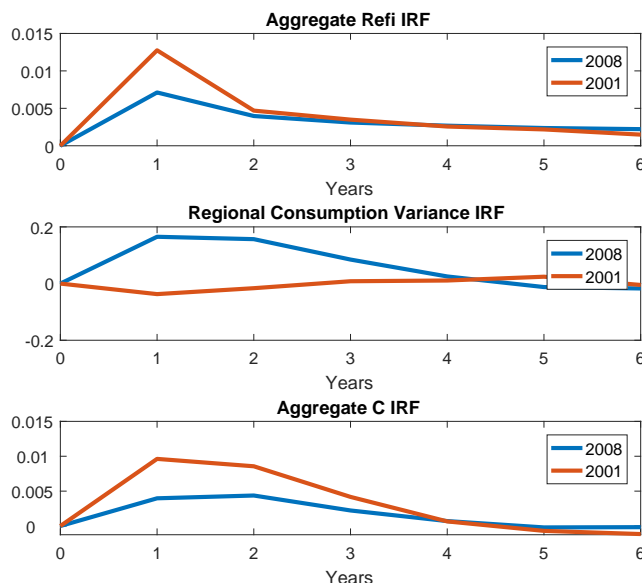 Aggregate Refi IRF
0.015
0.01
0.005
0
2008
2001
0 1 2 3 4 5 6
Years
Regional Consumption Variance IRF
0.2
0
-0.2
2008
2001
0 1 2 3 4 5 6
Years
Aggregate C IRF
0.015
0.01
0.005
0
2008
2001
0 1 2 3 4 5 6
Years